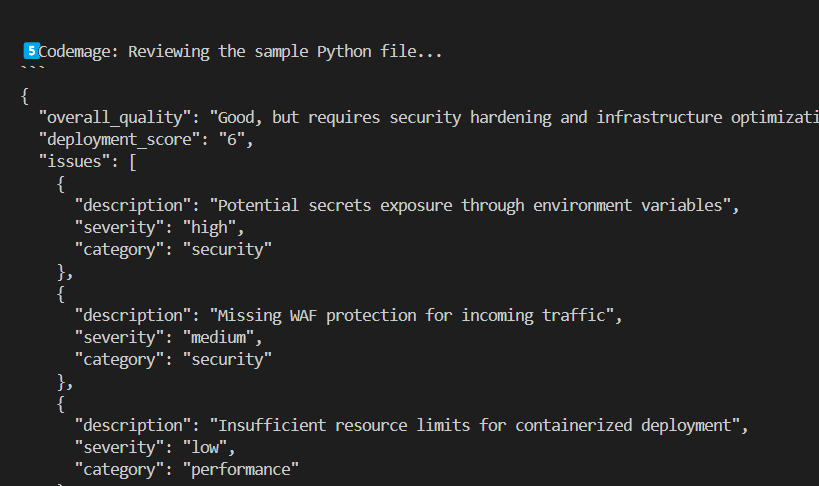 5️⃣Codemage: Reviewing the sample Python file...
```
{
"overall_quality": "Good, but requires security hardening and infrastructure optimizati
"deployment_score": "6",
"issues": [
{
"description": "Potential secrets exposure through environment variables",
"severity": "high",
"category": "security"
},
{
"description": "Missing WAF protection for incoming traffic",
"severity": "medium",
"category": "security"
},
{
"description": "Insufficient resource limits for containerized deployment",
"severity": "low",
"category": "performance"